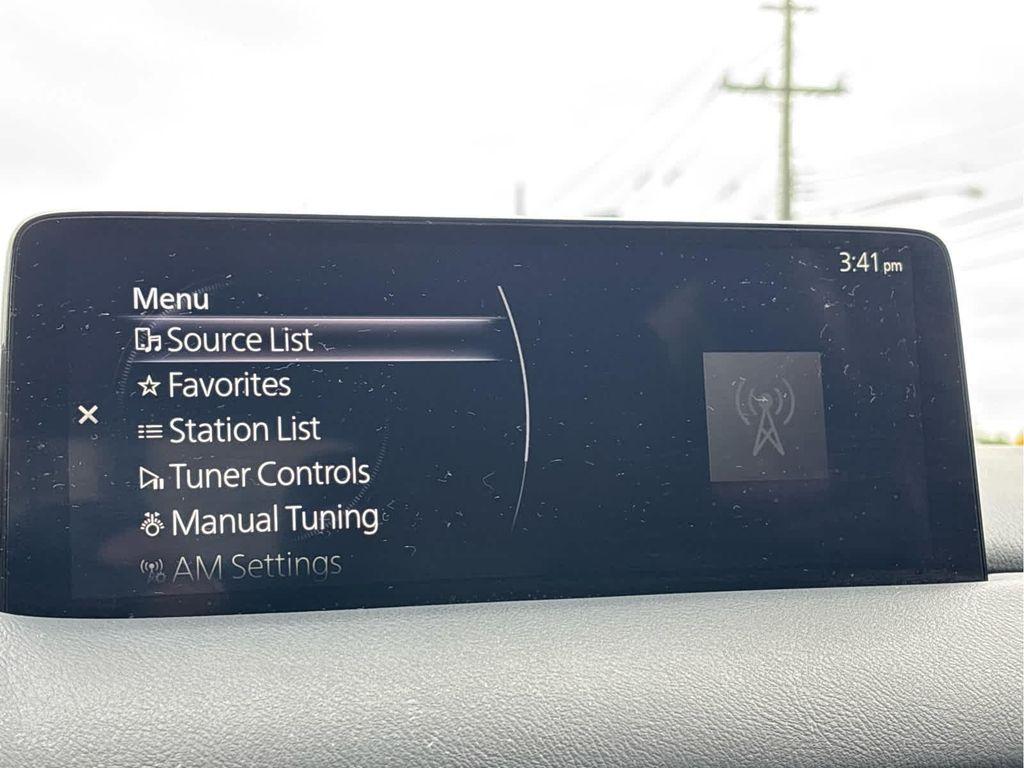 3:41 pm
Menu
Source List
Favorites
Station List
Tuner Controls
Manual Tuning
AM Settings